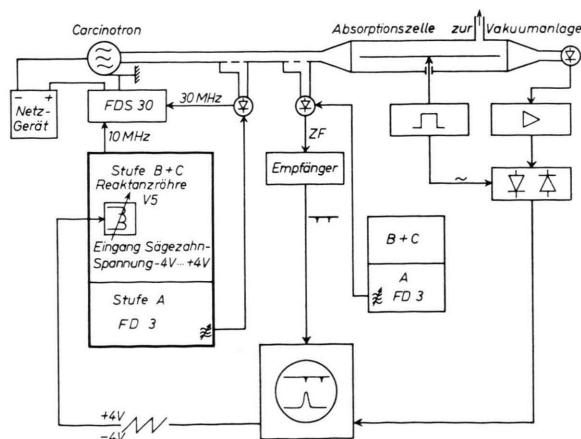 Carcinotron
Absorptionszelle
zur
Vakuumanlage
− +
Netz-
Gerät
FDS 30
30 MHz
10 MHz
ZF
Empfänger
~
Stufe B+C
Reaktanzröhre
V5
Eingang Sägezahn-
Spannung-4V...+4V
Stufe A
FD 3
B+C
A
FD 3
+4V
-4V